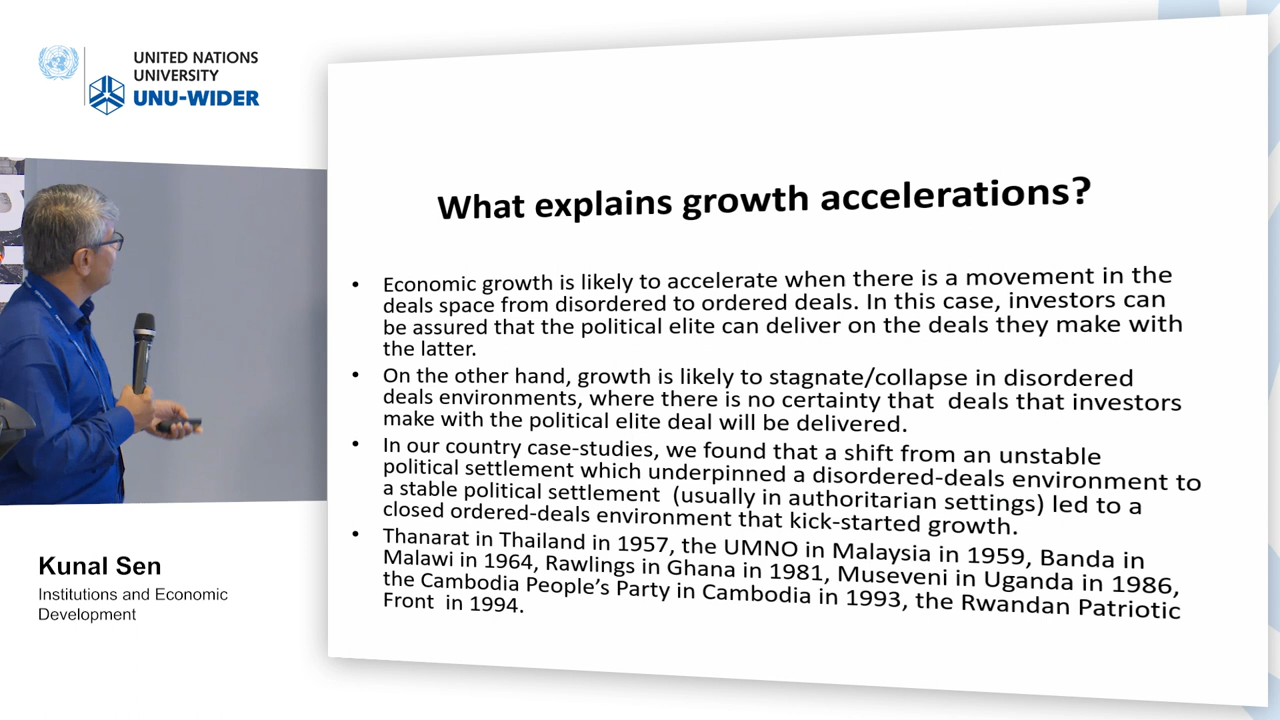 UNITED NATIONS
UNIVERSITY
UNU-WIDER
What explains growth accelerations?
• Economic growth is likely to accelerate when there is a movement in the
deals space from disordered to ordered deals. In this case, investors can
be assured that the political elite can deliver on the deals they make with
the latter.
• On the other hand, growth is likely to stagnate/collapse in disordered
deals environments, where there is no certainty that deals that investors
make with the political elite deal will be delivered.
• In our country case-studies, we found that a shift from an unstable
political settlement which underpinned a disordered-deals environment to
a stable political settlement (usually in authoritarian settings) led to a
closed ordered-deals environment that kick-started growth.
• Thanarat in Thailand in 1957, the UMNO in Malaysia in 1959, Banda in
Malawi in 1964, Rawlings in Ghana in 1981, Museveni in Uganda in 1986,
the Cambodia People's Party in Cambodia in 1993, the Rwandan Patriotic
Front in 1994.
Kunal Sen
Institutions and Economic
Development